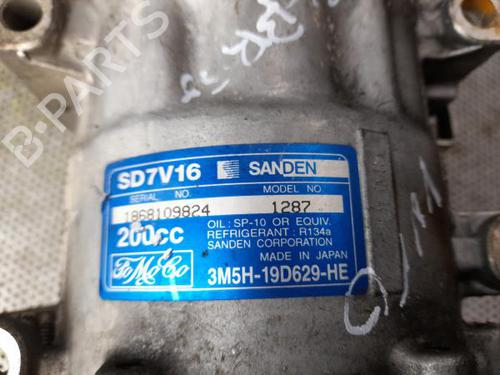 B-PARTS
SD7V16 SANDEN
SERIAL NO. MODEL NO.
1868109824 1287
200cc OIL : SP-10 OR EQUIV.
REFRIGERANT : R134a
SANDEN CORPORATION
MADE IN JAPAN
FoMoCo 3M5H-19D629-HE